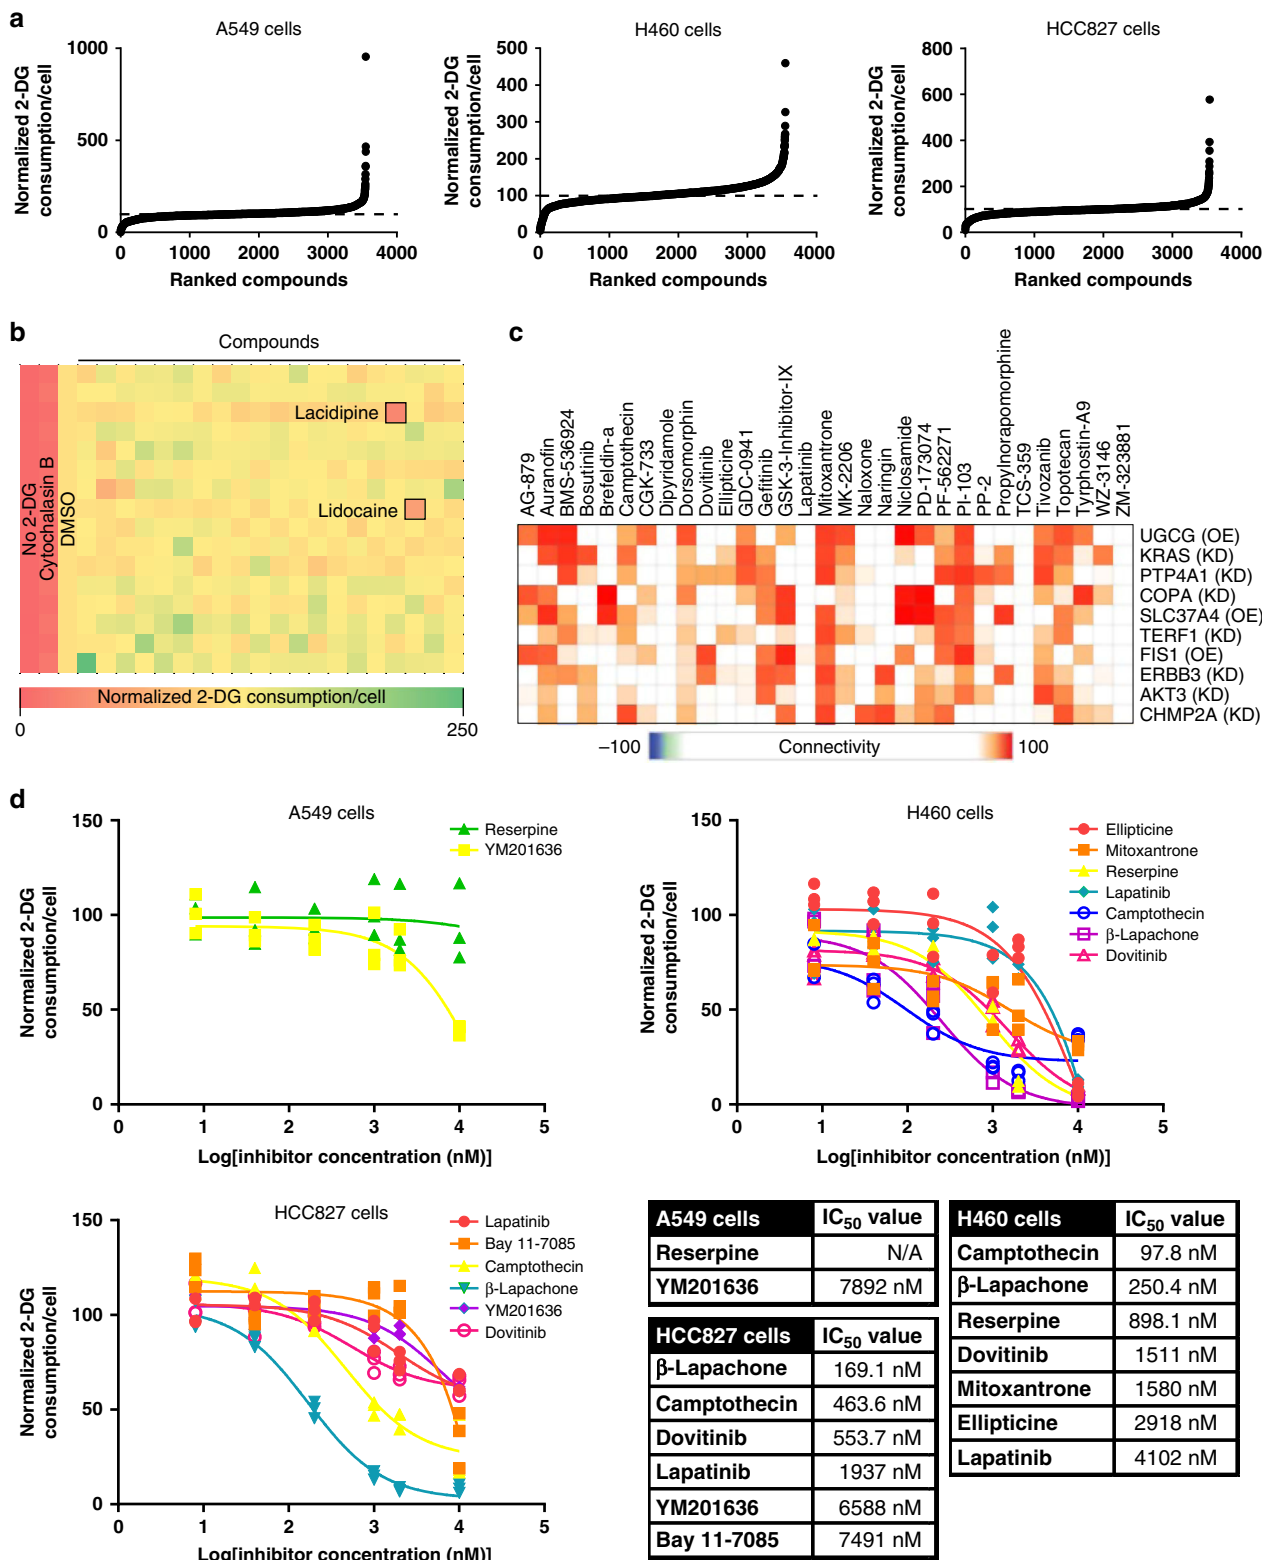 a
A549 cells
Normalized 2-DG
consumption/cell
1000
500
0
0 1000 2000 3000 4000
Ranked compounds
H460 cells
Normalized 2-DG
consumption/cell
500
400
300
200
100
0
0 1000 2000 3000 4000
Ranked compounds
HCC827 cells
Normalized 2-DG
consumption/cell
800
600
400
200
0
0 1000 2000 3000 4000
Ranked compounds
b
Compounds
No 2-DG
Cytochalasin B
DMSO
Lacidipine
Lidocaine
Normalized 2-DG consumption/cell
0 250
c
AG-879
Auranofin
BMS-536924
Bosutinib
Brefeldin-a
Camptothecin
CGK-733
Dipyridamole
Dorsomorphin
Dovitinib
Ellipticine
GDC-0941
Gefitinib
GSK-3-Inhibitor-IX
Lapatinib
Mitoxantrone
MK-2206
Naloxone
Naringin
Niclosamide
PD-173074
PF-562271
PI-103
PP-2
Propylnorapomorphine
TCS-359
Tivozanib
Topotecan
Tyrphostin-A9
WZ-3146
ZM-323881
UGCG (OE)
KRAS (KD)
PTP4A1 (KD)
COPA (KD)
SLC37A4 (OE)
TERF1 (KD)
FIS1 (OE)
ERBB3 (KD)
AKT3 (KD)
CHMP2A (KD)
−100 Connectivity 100
d
A549 cells
Normalized 2-DG
consumption/cell
150
100
50
0
0 1 2 3 4 5
Log[inhibitor concentration (nM)]
Reserpine
YM201636
H460 cells
Normalized 2-DG
consumption/cell
150
100
50
0
0 1 2 3 4 5
Log[inhibitor concentration (nM)]
Ellipticine
Mitoxantrone
Reserpine
Lapatinib
Camptothecin
β-Lapachone
Dovitinib
HCC827 cells
Normalized 2-DG
consumption/cell
150
100
50
0
0 1 2 3 4 5
Log[inhibitor concentration (nM)]
Lapatinib
Bay 11-7085
Camptothecin
β-Lapachone
YM201636
Dovitinib
A549 cells IC50 value
Reserpine N/A
YM201636 7892 nM
HCC827 cells IC50 value
β-Lapachone 169.1 nM
Camptothecin 463.6 nM
Dovitinib 553.7 nM
Lapatinib 1937 nM
YM201636 6588 nM
Bay 11-7085 7491 nM
H460 cells IC50 value
Camptothecin 97.8 nM
β-Lapachone 250.4 nM
Reserpine 898.1 nM
Dovitinib 1511 nM
Mitoxantrone 1580 nM
Ellipticine 2918 nM
Lapatinib 4102 nM